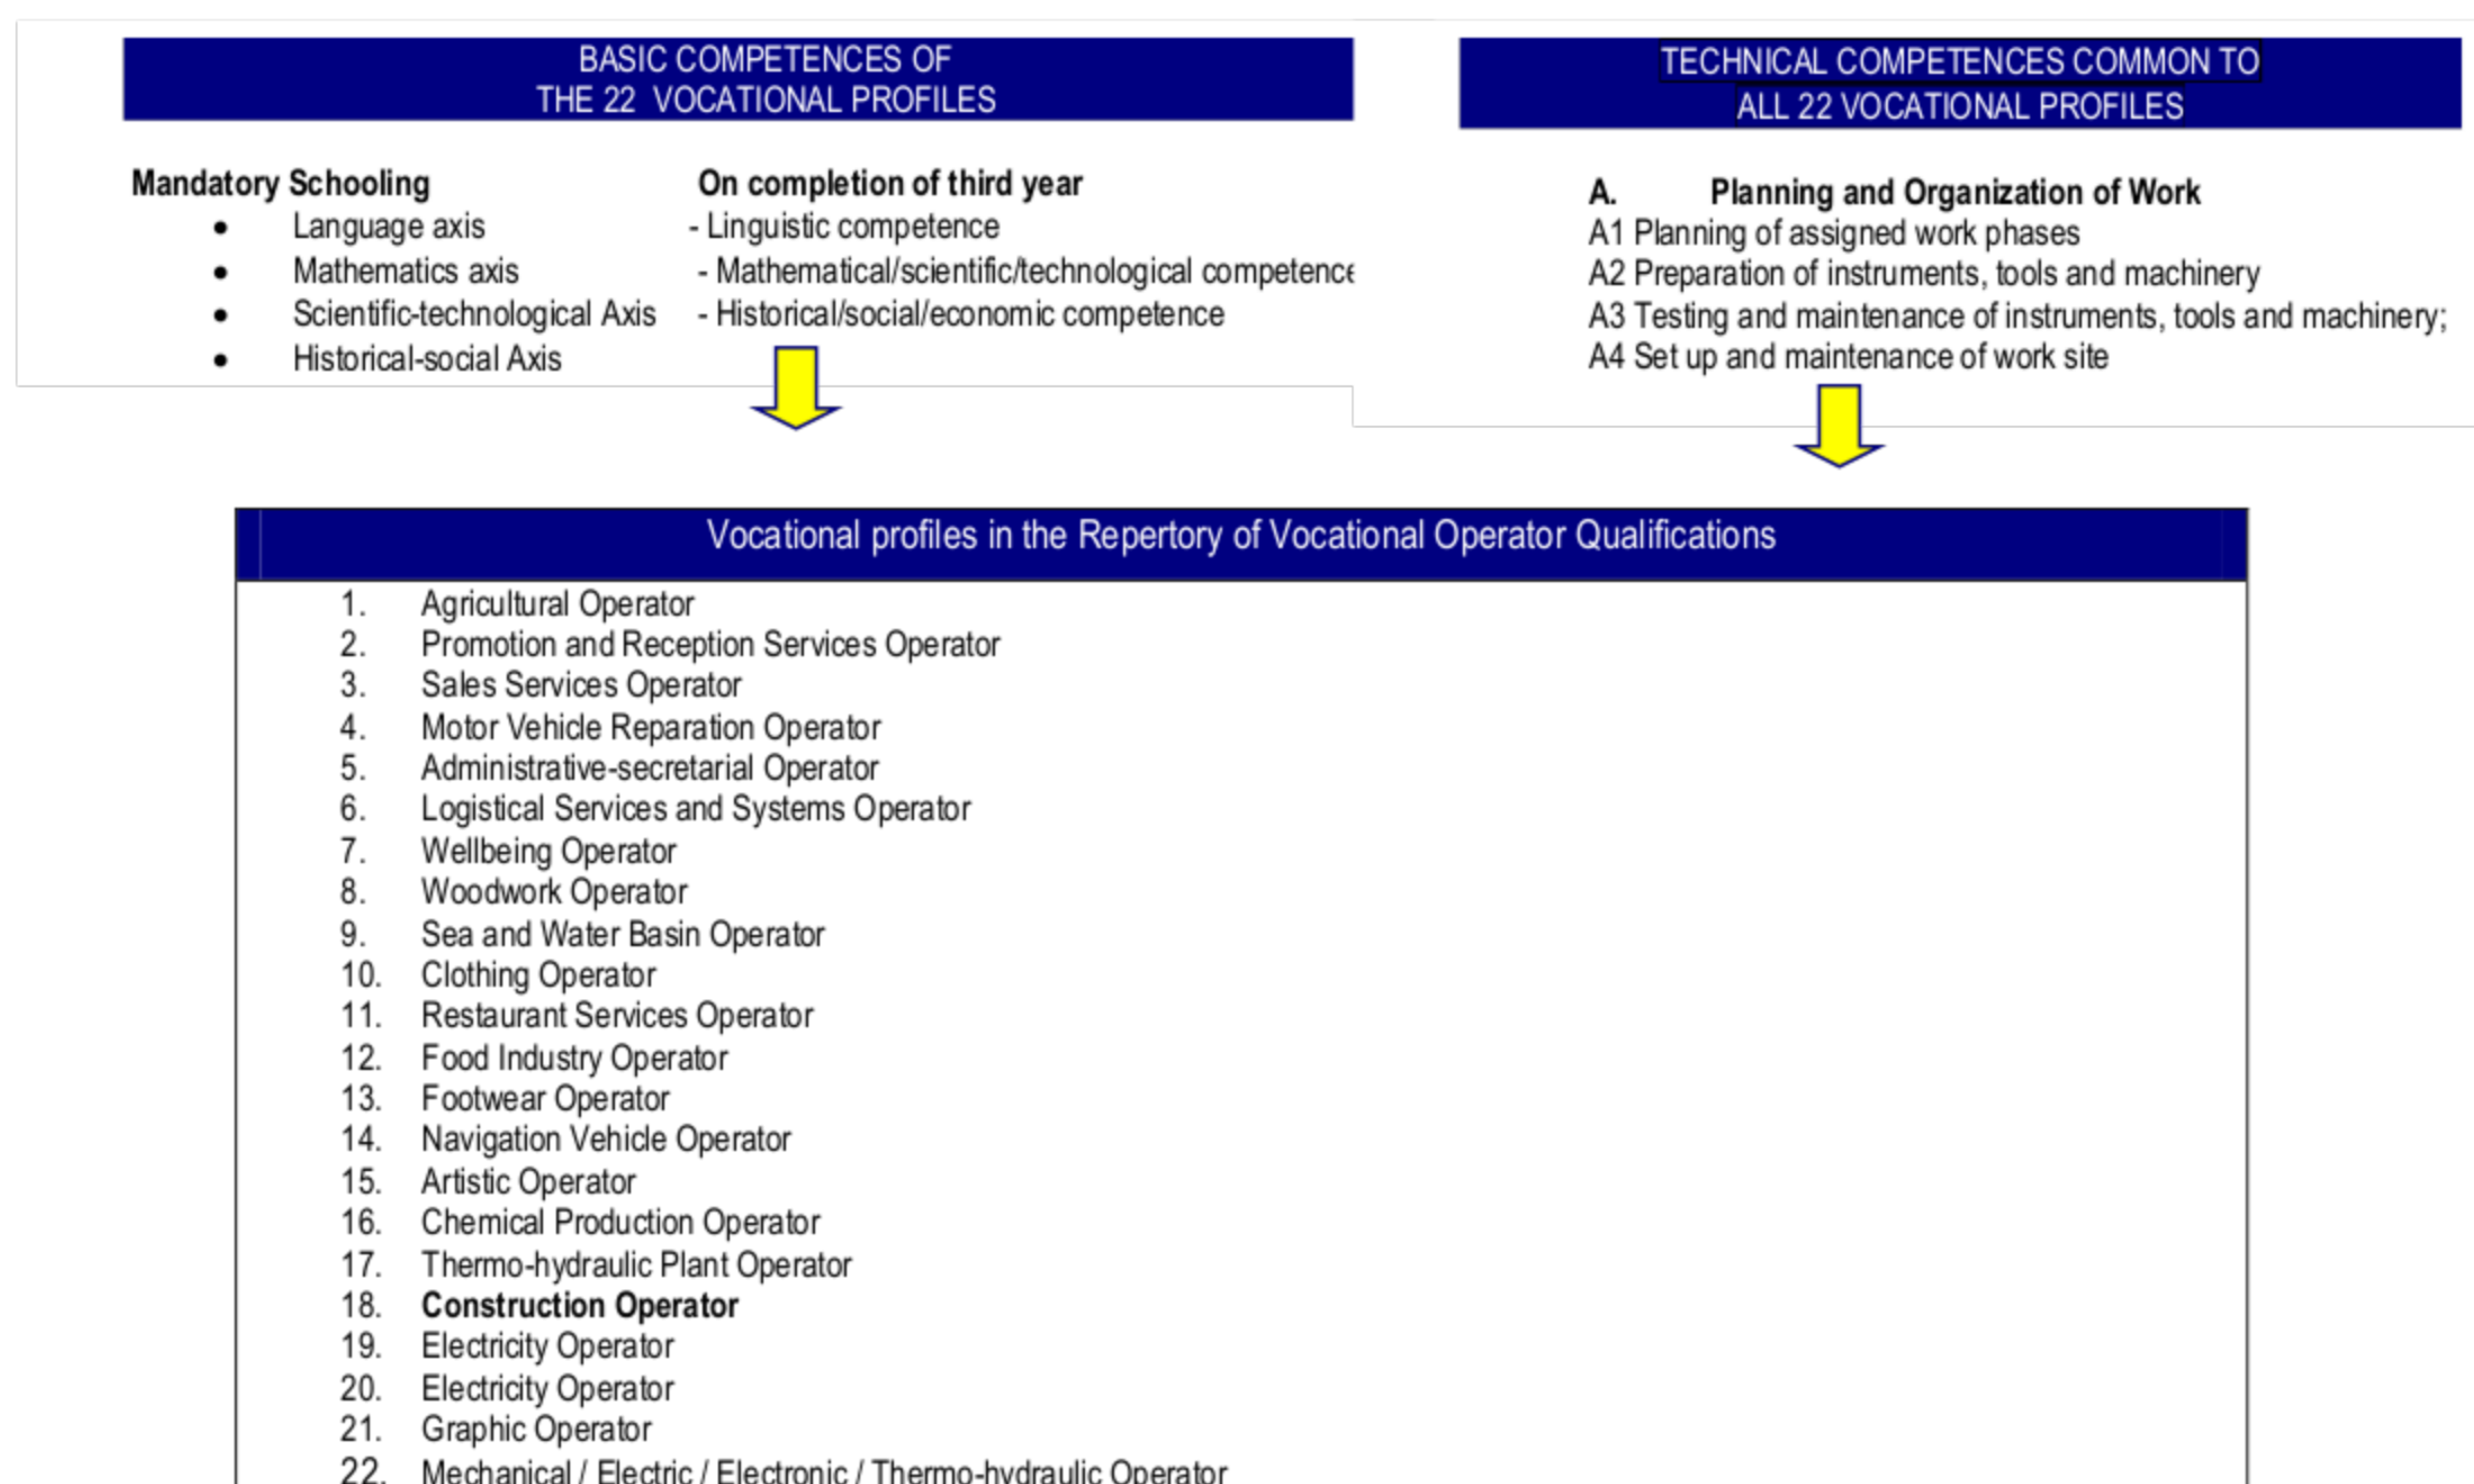 BASIC COMPETENCES OF
THE 22 VOCATIONAL PROFILES
Mandatory Schooling
• Language axis
• Mathematics axis
• Scientific-technological Axis
• Historical-social Axis
On completion of third year
- Linguistic competence
- Mathematical/scientific/technological competence
- Historical/social/economic competence
TECHNICAL COMPETENCES COMMON TO
ALL 22 VOCATIONAL PROFILES
A. Planning and Organization of Work
A1 Planning of assigned work phases
A2 Preparation of instruments, tools and machinery
A3 Testing and maintenance of instruments, tools and machinery;
A4 Set up and maintenance of work site
Vocational profiles in the Repertory of Vocational Operator Qualifications
1. Agricultural Operator
2. Promotion and Reception Services Operator
3. Sales Services Operator
4. Motor Vehicle Reparation Operator
5. Administrative-secretarial Operator
6. Logistical Services and Systems Operator
7. Wellbeing Operator
8. Woodwork Operator
9. Sea and Water Basin Operator
10. Clothing Operator
11. Restaurant Services Operator
12. Food Industry Operator
13. Footwear Operator
14. Navigation Vehicle Operator
15. Artistic Operator
16. Chemical Production Operator
17. Thermo-hydraulic Plant Operator
18. Construction Operator
19. Electricity Operator
20. Electricity Operator
21. Graphic Operator
22. Mechanical / Electric / Electronic / Thermo-hydraulic Operator